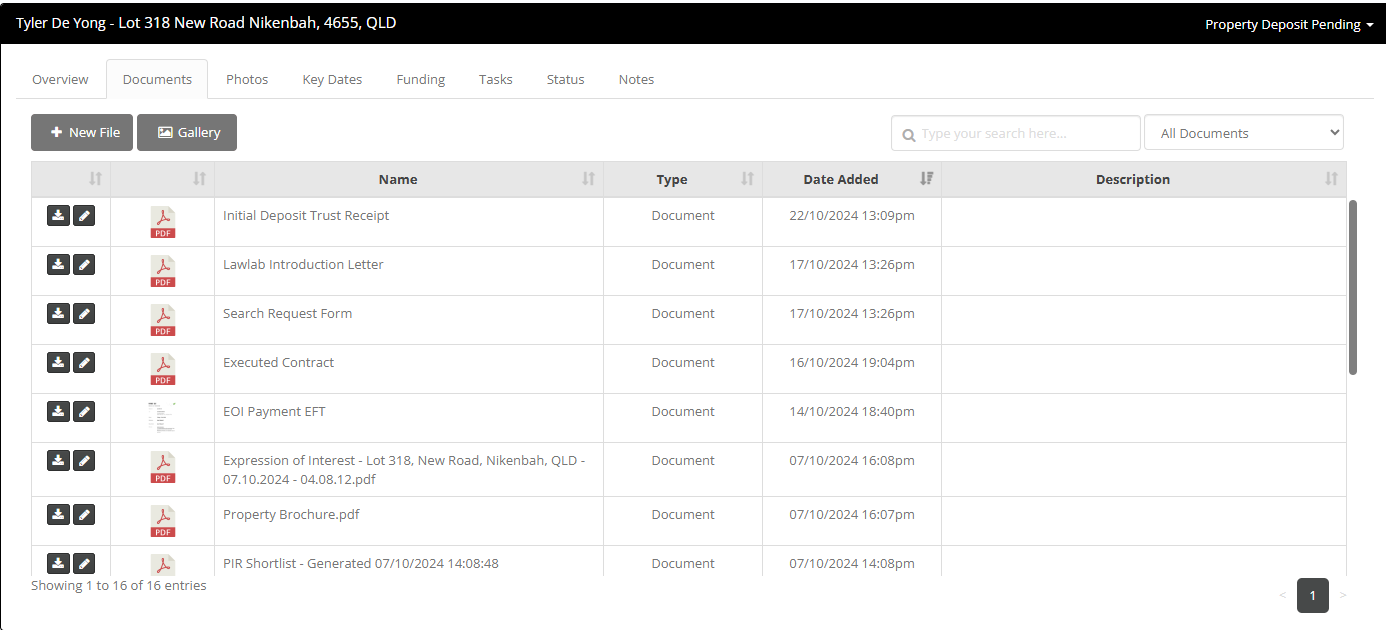 Tyler De Yong - Lot 318 New Road Nikenbah, 4655, QLD
Property Deposit Pending
Overview Documents Photos Key Dates Funding Tasks Status Notes
New File Gallery Type your search here... All Documents
Name Type Date Added Description
Initial Deposit Trust Receipt Document 22/10/2024 13:09pm
PDF
Lawlab Introduction Letter Document 17/10/2024 13:26pm
PDF
Search Request Form Document 17/10/2024 13:26pm
PDF
Executed Contract Document 16/10/2024 19:04pm
PDF
EOI Payment EFT Document 14/10/2024 18:40pm
Expression of Interest - Lot 318, New Road, Nikenbah, QLD - Document 07/10/2024 16:08pm
07.10.2024 - 04.08.12.pdf
PDF
Property Brochure.pdf Document 07/10/2024 16:07pm
PDF
PIR Shortlist - Generated 07/10/2024 14:08:48 Document 07/10/2024 14:08pm
Showing 1 to 16 of 16 entries
< 1 >